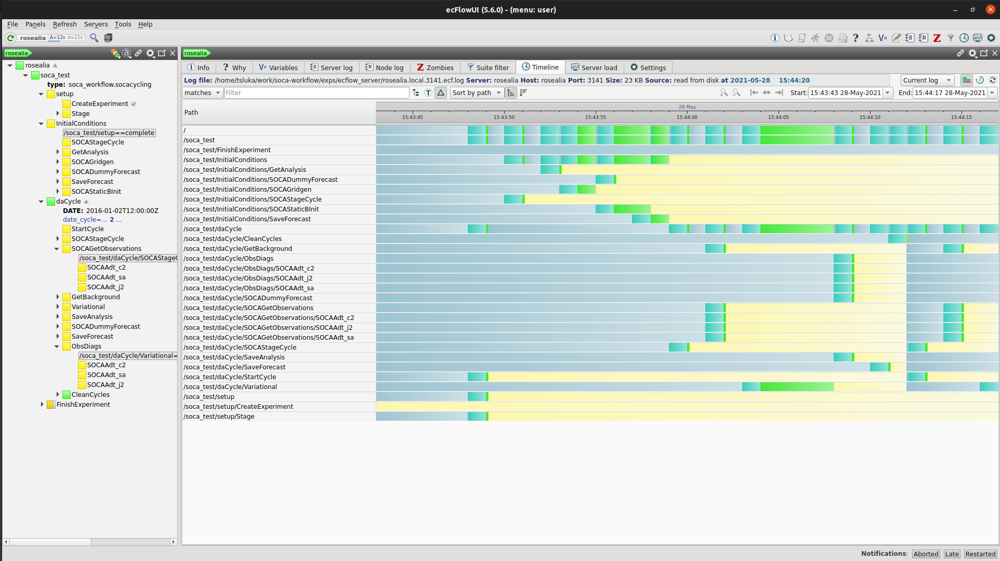 ecFlowUI (5.6.0) - (menu: user)
File Panels Refresh Servers Tools Help
rosealia Δ=12s d=11s
rosealia
rosealia
soca_test
type: soca_workflow.socacycling
setup
CreateExperiment
Stage
InitialConditions
/soca_test/setup==complete
SOCAStageCycle
GetAnalysis
SOCAGridgen
SOCADummyForecast
SaveForecast
SOCAStaticBInit
daCycle
DATE: 2016-01-02T12:00:00Z
date_cycle=... 2 ...
StartCycle
SOCAStageCycle
SOCAGetObservations
/soca_test/daCycle/SOCAStageC
SOCAAdt_c2
SOCAAdt_sa
SOCAAdt_j2
GetBackground
Variational
SaveAnalysis
SOCADummyForecast
SaveForecast
ObsDiags
/soca_test/daCycle/Variational=
SOCAAdt_c2
SOCAAdt_sa
SOCAAdt_j2
CleanCycles
FinishExperiment
rosealia
Info Why Variables Server log Node log Zombies Suite filter Timeline Server load Settings
Log file: /home/tsluka/work/soca-workflow/exps/ecflow_server/rosealia.local.3141.ecf.log Server: rosealia Host: rosealia Port: 3141 Size: 23 KB Source: read from disk at 2021-05-28 15:44:20 Current log
matches Filter T Sort by path Start: 15:43:43 28-May-2021 End: 15:44:17 28-May-2021
Path
28 May
15:43:45 15:43:50 15:43:55 15:44:00 15:44:05 15:44:10 15:44:15
/
/soca_test
/soca_test/FinishExperiment
/soca_test/InitialConditions
/soca_test/InitialConditions/GetAnalysis
/soca_test/InitialConditions/SOCADummyForecast
/soca_test/InitialConditions/SOCAGridgen
/soca_test/InitialConditions/SOCAStageCycle
/soca_test/InitialConditions/SOCAStaticBInit
/soca_test/InitialConditions/SaveForecast
/soca_test/daCycle
/soca_test/daCycle/CleanCycles
/soca_test/daCycle/GetBackground
/soca_test/daCycle/ObsDiags
/soca_test/daCycle/ObsDiags/SOCAAdt_c2
/soca_test/daCycle/ObsDiags/SOCAAdt_j2
/soca_test/daCycle/ObsDiags/SOCAAdt_sa
/soca_test/daCycle/SOCADummyForecast
/soca_test/daCycle/SOCAGetObservations
/soca_test/daCycle/SOCAGetObservations/SOCAAdt_c2
/soca_test/daCycle/SOCAGetObservations/SOCAAdt_j2
/soca_test/daCycle/SOCAGetObservations/SOCAAdt_sa
/soca_test/daCycle/SOCAStageCycle
/soca_test/daCycle/SaveAnalysis
/soca_test/daCycle/SaveForecast
/soca_test/daCycle/StartCycle
/soca_test/daCycle/Variational
/soca_test/setup
/soca_test/setup/CreateExperiment
/soca_test/setup/Stage
Notifications: Aborted Late Restarted